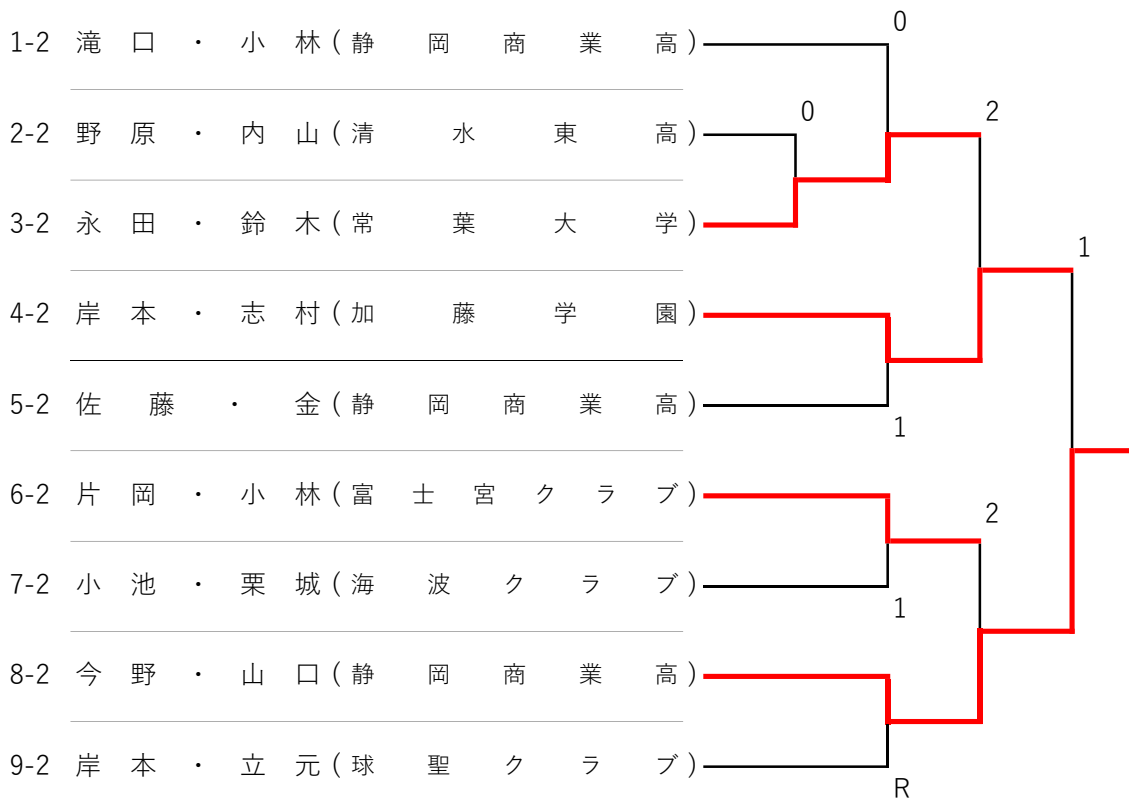 0
1-2 滝口・小林(静岡商業高)
0 2
2-2 野原・内山(清水東高)
3-2 永田・鈴木(常葉大学)
1
4-2 岸本・志村(加藤学園)
5-2 佐藤・金(静岡商業高)
1
6-2 片岡・小林(富士宮クラブ)
2
7-2 小池・栗城(海波クラブ)
1
8-2 今野・山口(静岡商業高)
9-2 岸本・立元(球聖クラブ)
R